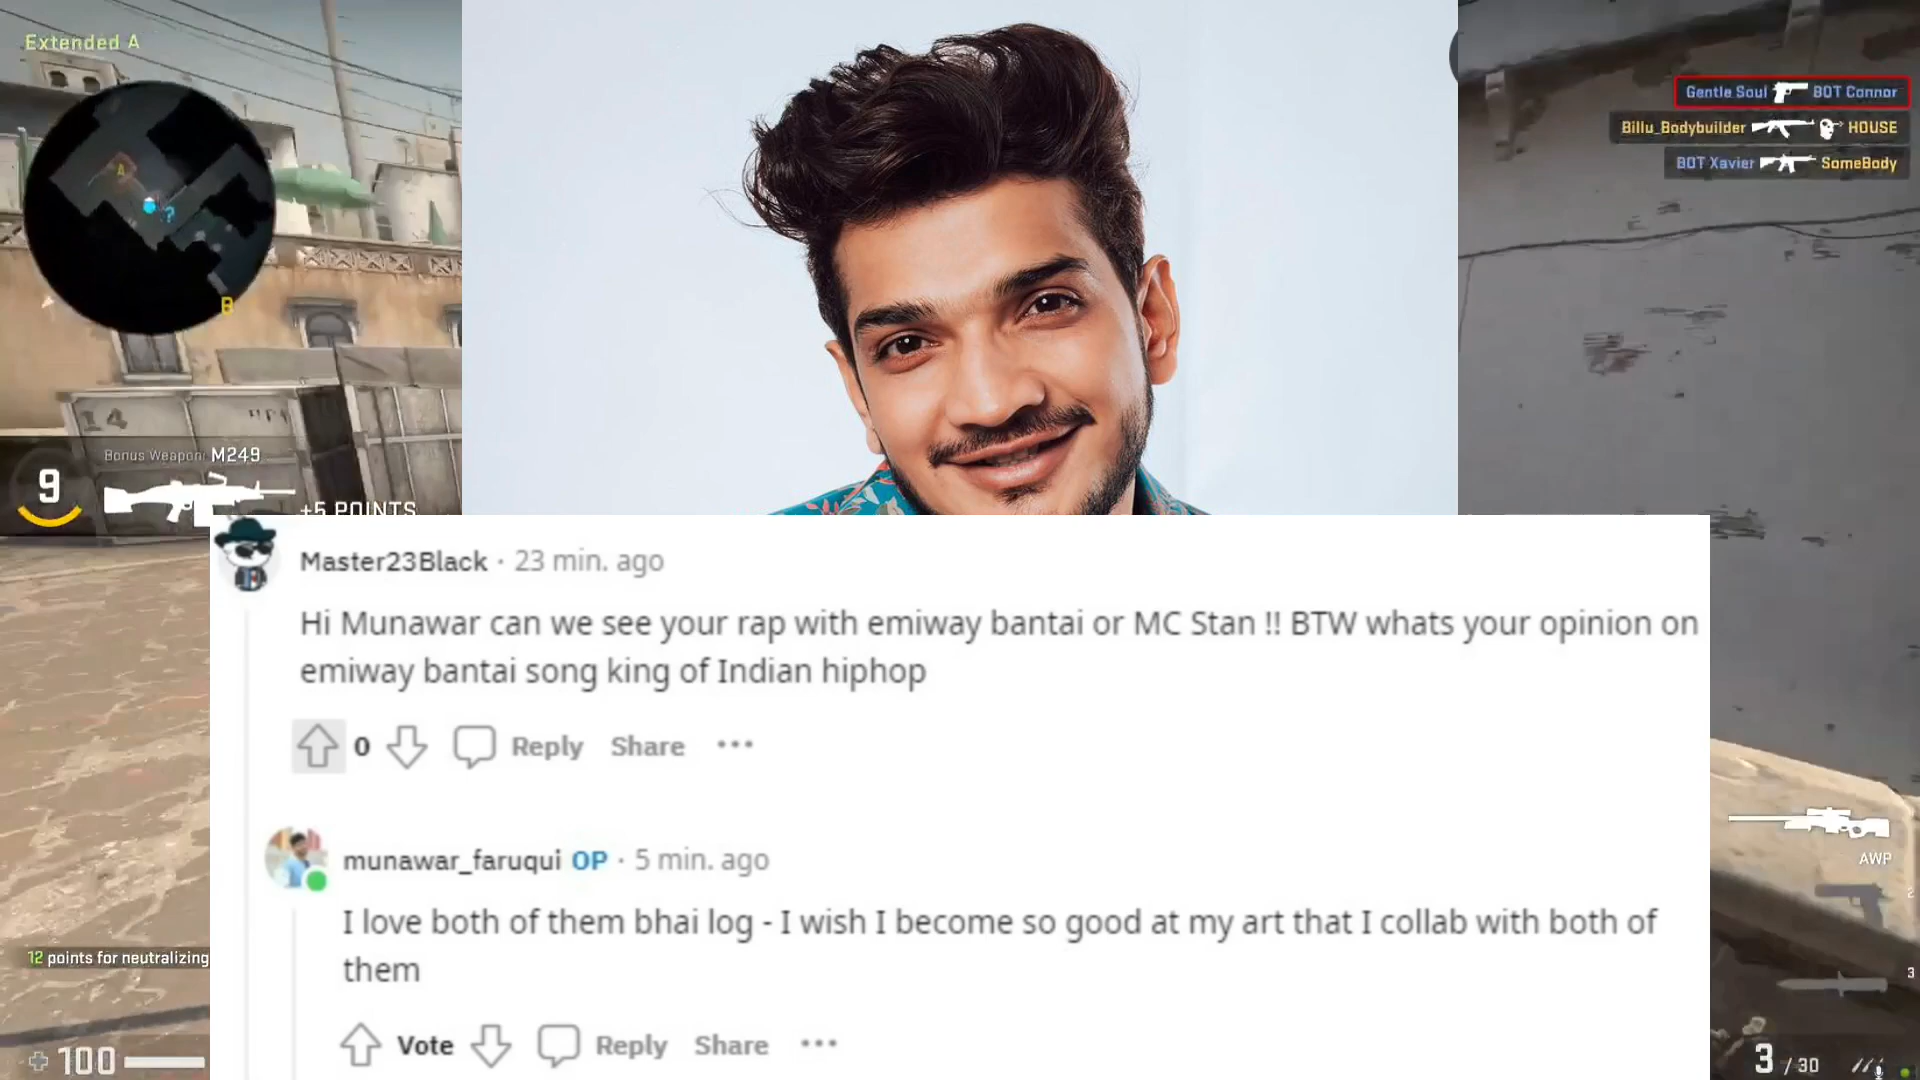 Extended A
A
?
B
14
Bonus Weapon: M249
9
+5 POINTS
Gentle Soul BOT Connor
Billu_Bodybuilder HOUSE
BOT Xavier SomeBody
Master23Black · 23 min. ago
Hi Munawar can we see your rap with emiway bantai or MC Stan !! BTW whats your opinion on
emiway bantai song king of Indian hiphop
0 Reply Share ...
munawar_faruqui OP · 5 min. ago
I love both of them bhai log - I wish I become so good at my art that I collab with both of
them
Vote Reply Share ...
12 points for neutralizing
100
AWP
2
3
3 / 30